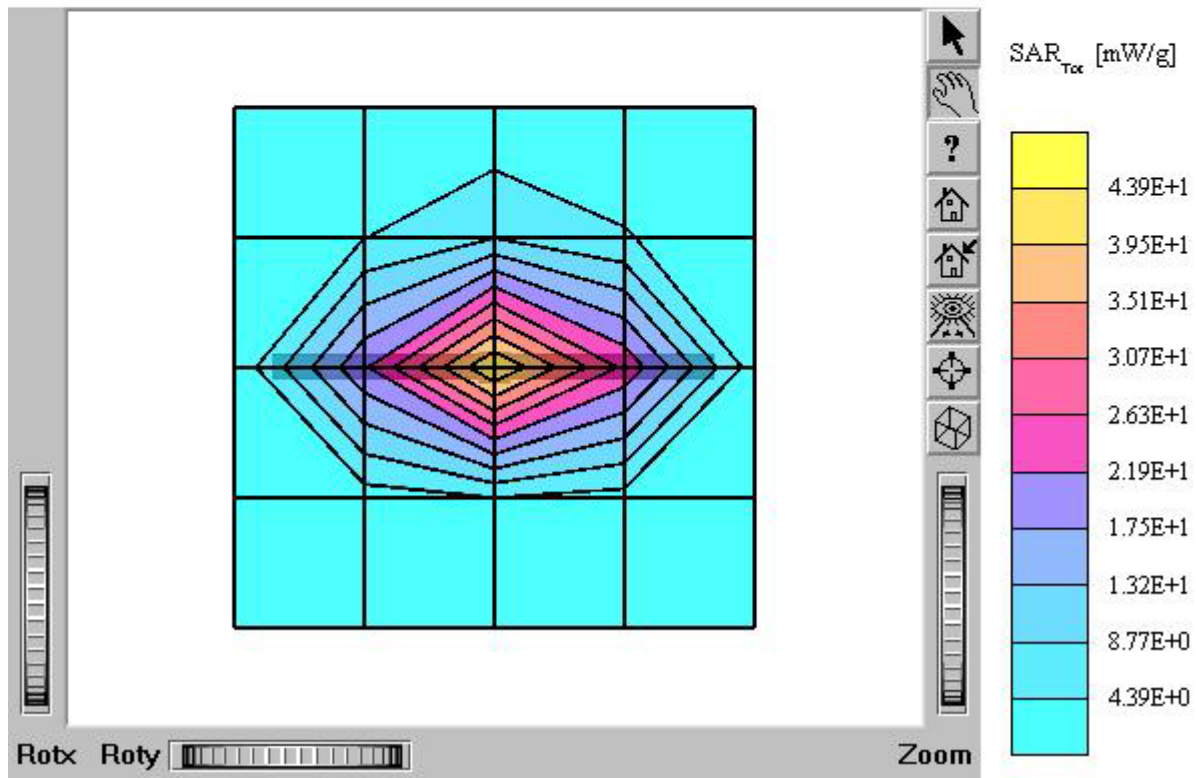 SAR_Tot [mW/g]
?
4.39E+1
3.95E+1
3.51E+1
3.07E+1
2.63E+1
2.19E+1
1.75E+1
1.32E+1
8.77E+0
4.39E+0
Rotx Roty Zoom